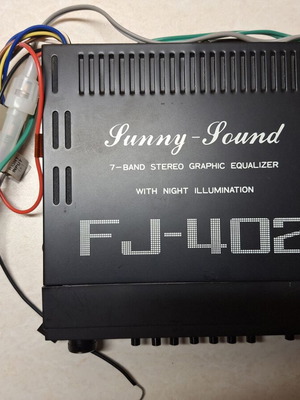 Sunny-Sound
7-BAND STEREO GRAPHIC EQUALIZER
WITH NIGHT ILLUMINATION
FJ-402